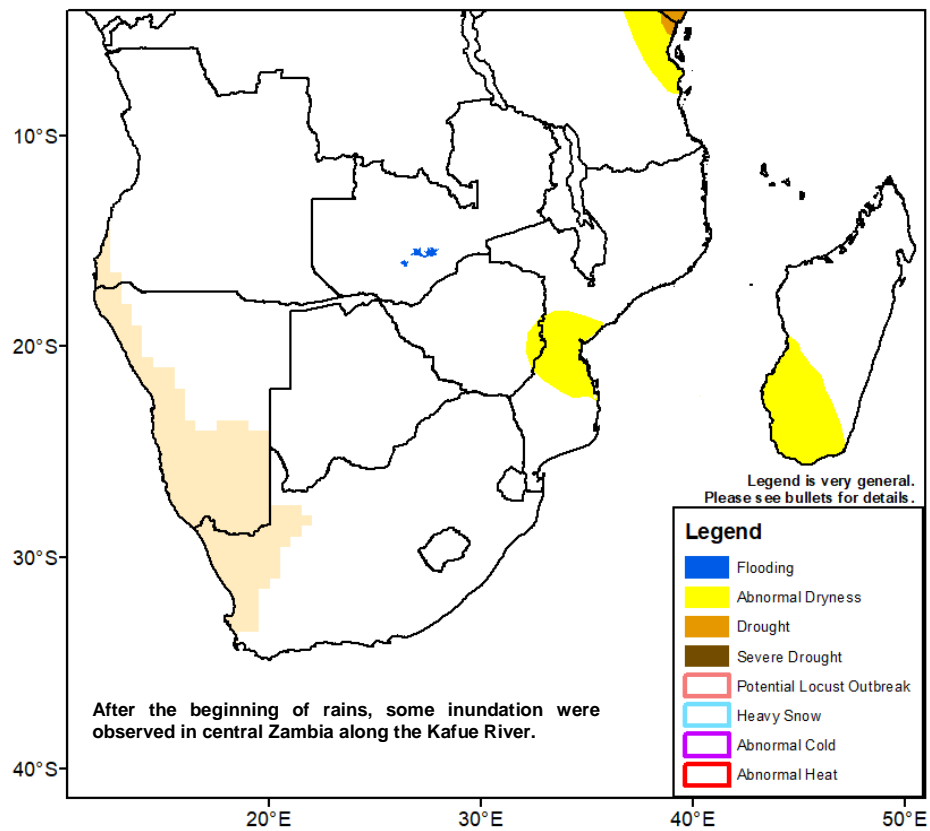 10°S
20°S
30°S
40°S
20°E
30°E
40°E
50°E
Legend is very general.
Please see bullets for details.
Legend
Flooding
Abnormal Dryness
Drought
Severe Drought
Potential Locust Outbreak
Heavy Snow
Abnormal Cold
Abnormal Heat
After the beginning of rains, some inundation were
observed in central Zambia along the Kafue River.